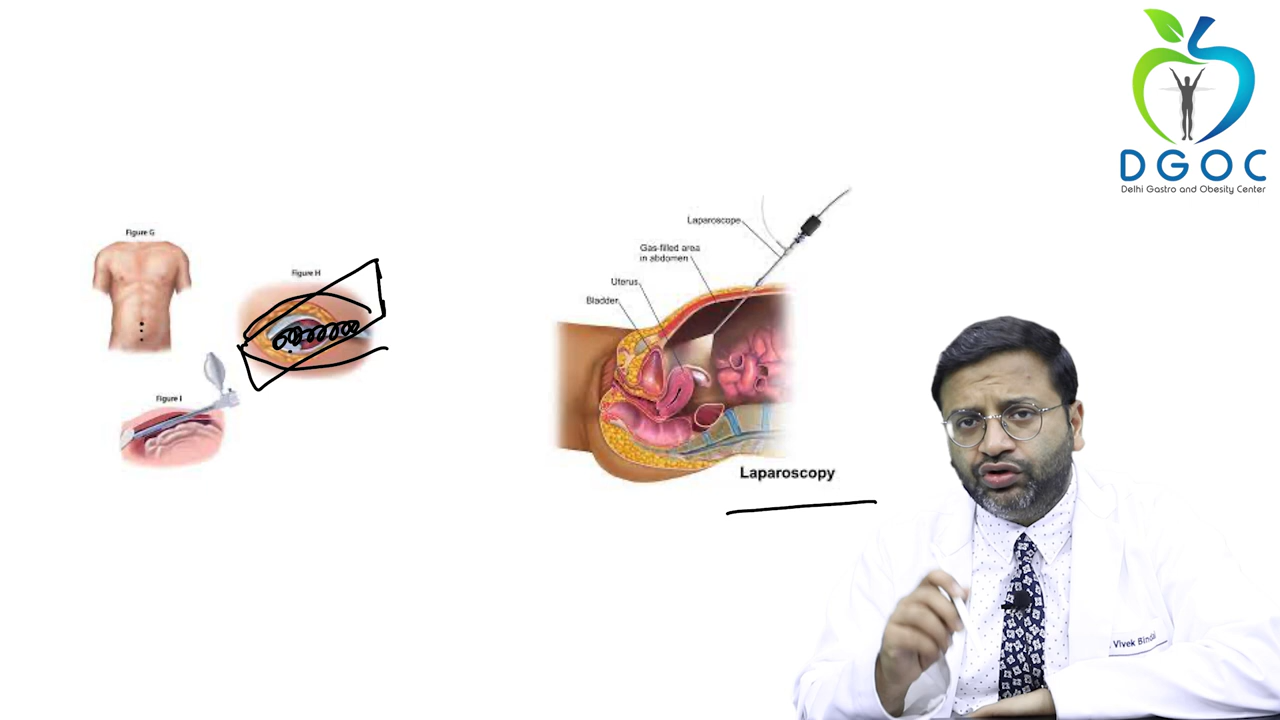 DGOC
Delhi Gastro and Obesity Center
Figure G
Figure H
Figure I
Laparoscope
Gas-filled area
in abdomen
Uterus
Bladder
Laparoscopy
Vivek Bindal